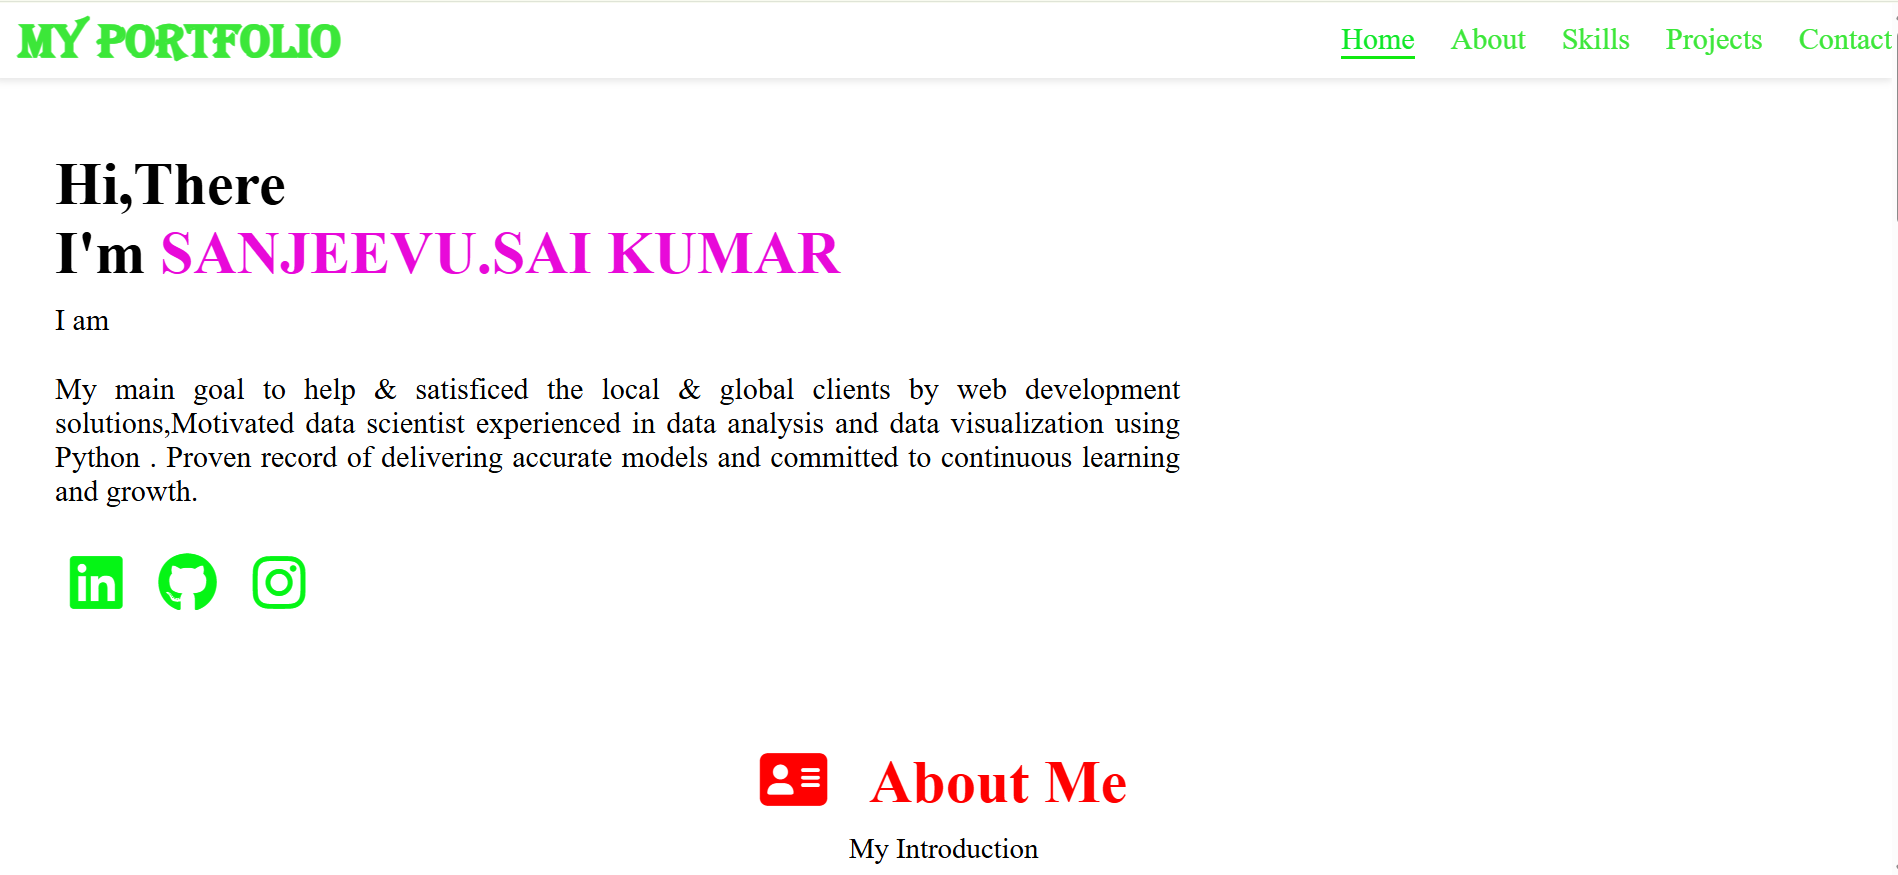 MY PORTFOLIO
Home About Skills Projects Contact
Hi,There
I'm SANJEEVU.SAI KUMAR
I am
My main goal to help & satisficed the local & global clients by web development
solutions,Motivated data scientist experienced in data analysis and data visualization using
Python . Proven record of delivering accurate models and committed to continuous learning
and growth.
in
About Me
My Introduction